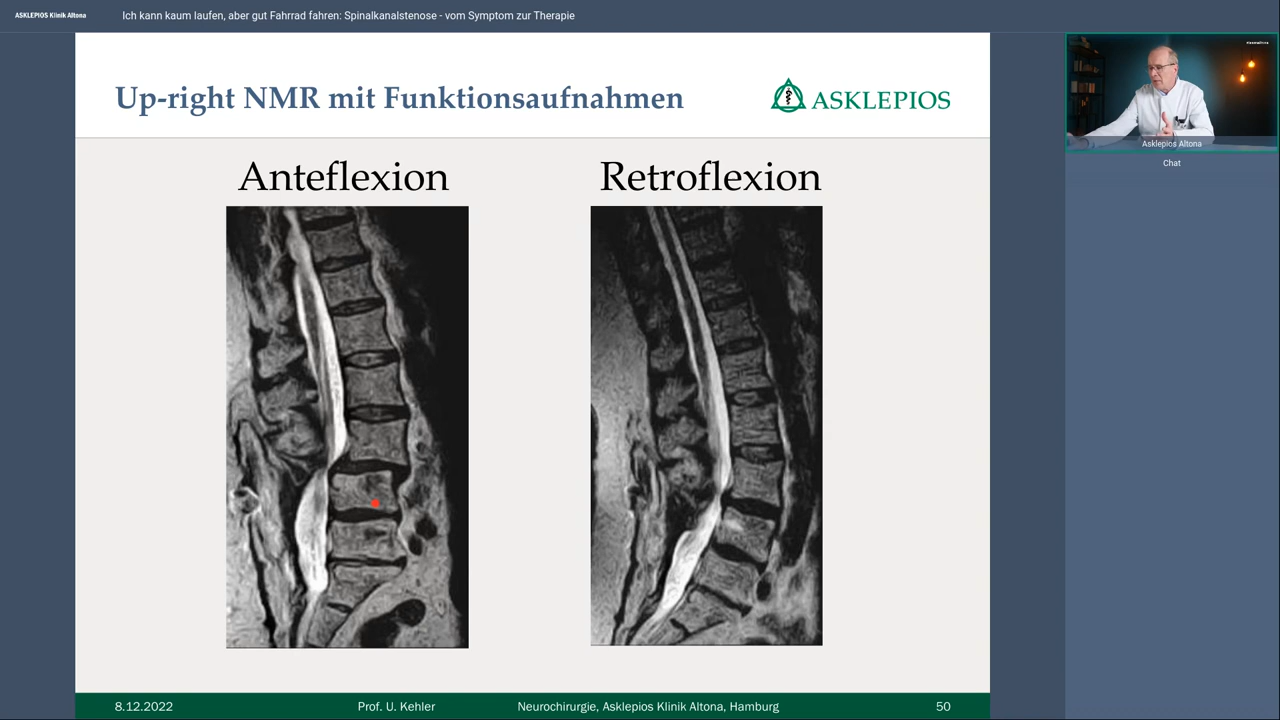 ASKLEPIOS Klinik Altona
Ich kann kaum laufen, aber gut Fahrrad fahren: Spinalkanalstenose - vom Symptom zur Therapie
Up-right NMR mit Funktionsaufnahmen
ASKLEPIOS
Anteflexion
Retroflexion
Asklepios Altona
Chat
8.12.2022
Prof. U. Kehler
Neurochirurgie, Asklepios Klinik Altona, Hamburg
50